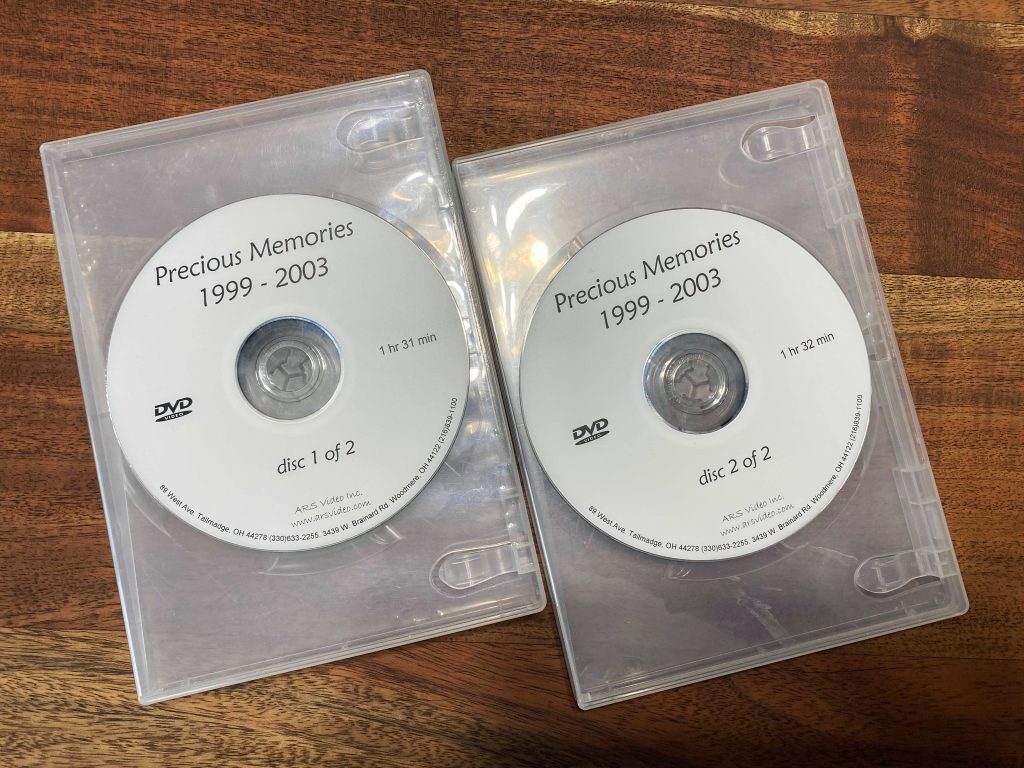 Precious Memories
1999 - 2003
1 hr 31 min
DVD
VIDEO
disc 1 of 2
ARS Video Inc.
www.arsvideo.com
89 West Ave. Tallmadge, OH 44278 (330)633-2255. 3439 W. Brainard Rd. Woodmere, OH 44122 (216)839-1100
Precious Memories
1999 - 2003
1 hr 32 min
DVD
VIDEO
disc 2 of 2
ARS Video Inc.
www.arsvideo.com
89 West Ave. Tallmadge, OH 44278 (330)633-2255. 3439 W. Brainard Rd. Woodmere, OH 44122 (216)839-1100